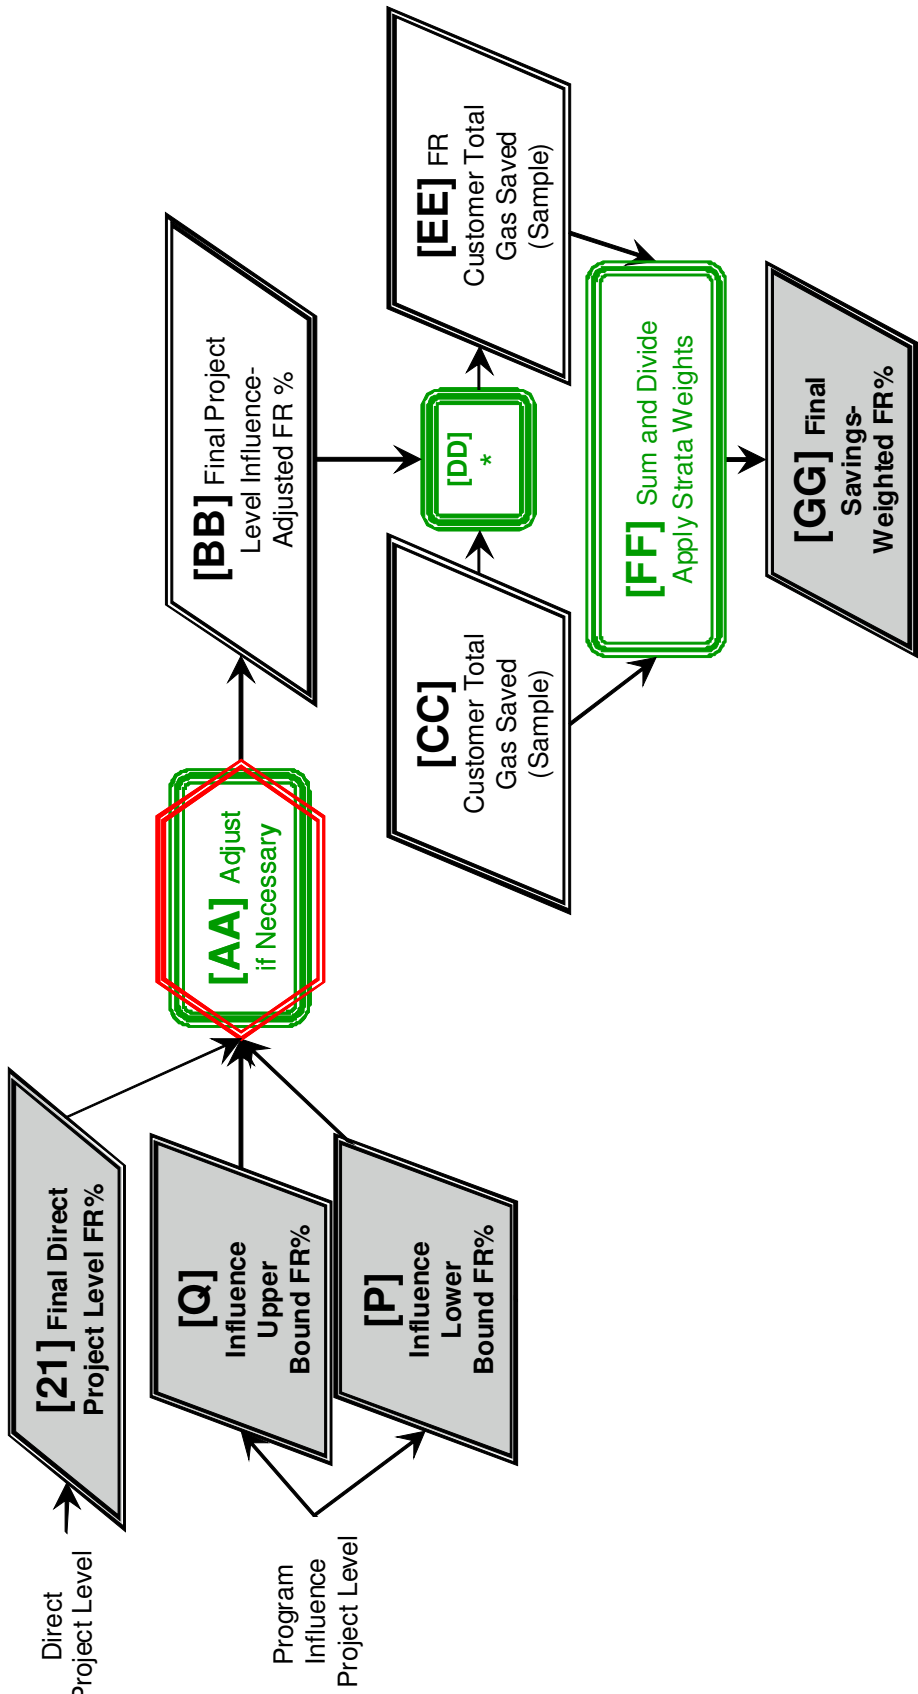 Direct
Project Level
[21] Final Direct
Project Level FR%
Program
Influence
Project Level
[Q]
Influence
Upper
Bound FR%
[P]
Influence
Lower
Bound FR%
[AA] Adjust
if Necessary
[BB] Final Project
Level Influence-
Adjusted FR %
[CC]
Customer Total
Gas Saved
(Sample)
[DD]
*
[EE] FR
Customer Total
Gas Saved
(Sample)
[FF] Sum and Divide
Apply Strata Weights
[GG] Final
Savings-
Weighted FR%